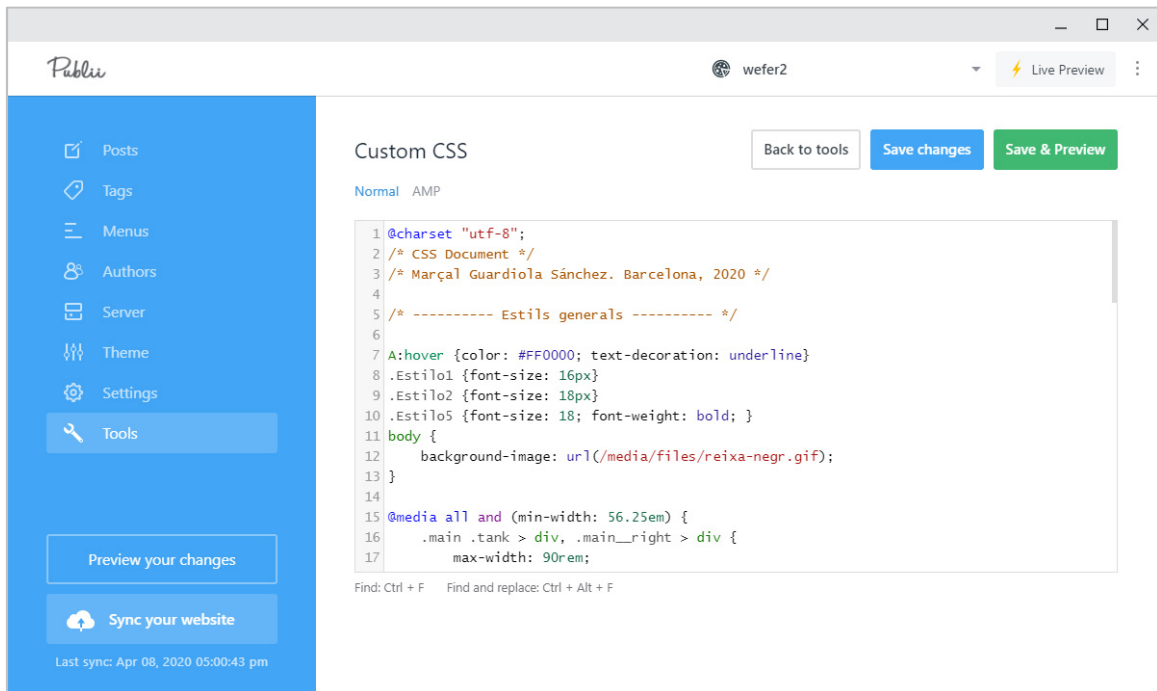 Publii
wefer2
Live Preview
Posts
Tags
Menus
Authors
Server
Theme
Settings
Tools
Preview your changes
Sync your website
Last sync: Apr 08, 2020 05:00:43 pm
Custom CSS
Back to tools
Save changes
Save & Preview
Normal AMP
1 @charset "utf-8";
2 /* CSS Document */
3 /* Marçal Guardiola Sánchez. Barcelona, 2020 */
4
5 /* ---------- Estils generals ---------- */
6
7 A:hover {color: #FF0000; text-decoration: underline}
8 .Estilo1 {font-size: 16px}
9 .Estilo2 {font-size: 18px}
10 .Estilo5 {font-size: 18; font-weight: bold; }
11 body {
12     background-image: url(/media/files/reixa-negr.gif);
13 }
14
15 @media all and (min-width: 56.25em) {
16     .main .tank > div, .main__right > div {
17         max-width: 90rem;
Find: Ctrl + F Find and replace: Ctrl + Alt + F